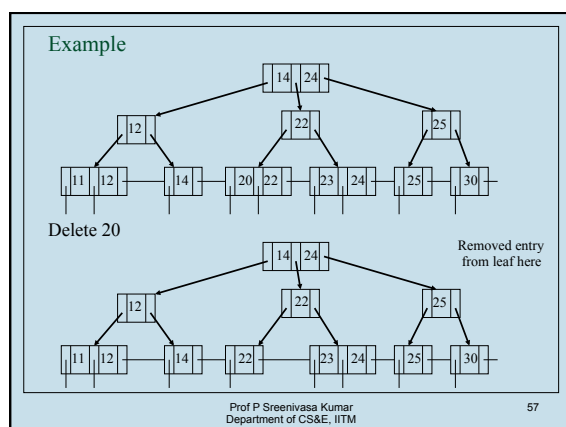 Example
14 24
12 22 25
11 12 14 20 22 23 24 25 30
Delete 20
Removed entry
from leaf here
14 24
12 22 25
11 12 14 22 23 24 25 30
Prof P Sreenivasa Kumar
Department of CS&E, IITM
57